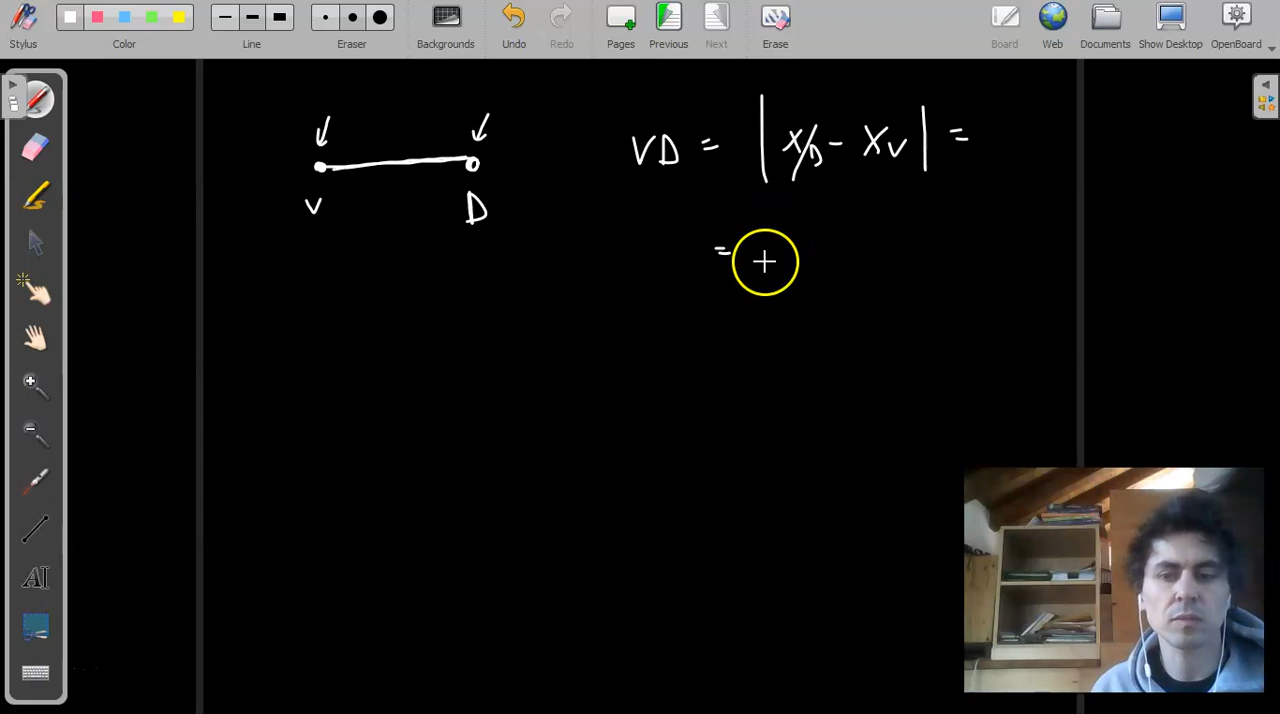 Stylus Color Line Eraser Backgrounds Undo Redo Pages Previous Next Erase Board Web Documents Show Desktop OpenBoard
VD = | XD - XV | =
V D
=
AI